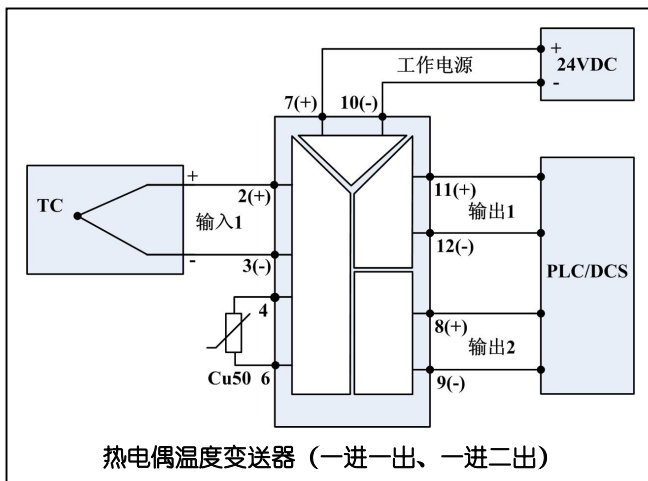 +
工作电源
24VDC
-
7(+)
10(-)
TC
+
2(+)
11(+)
输入1
输出1
-
3(-)
12(-)
PLC/DCS
4
8(+)
输出2
Cu50
6
9(-)
热电偶温度变送器（一进一出、一进二出）